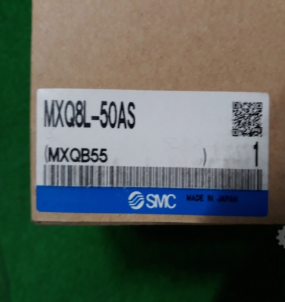 MXQ8L-50AS
(MXQB55 ) 1
SMC MADE IN JAPAN